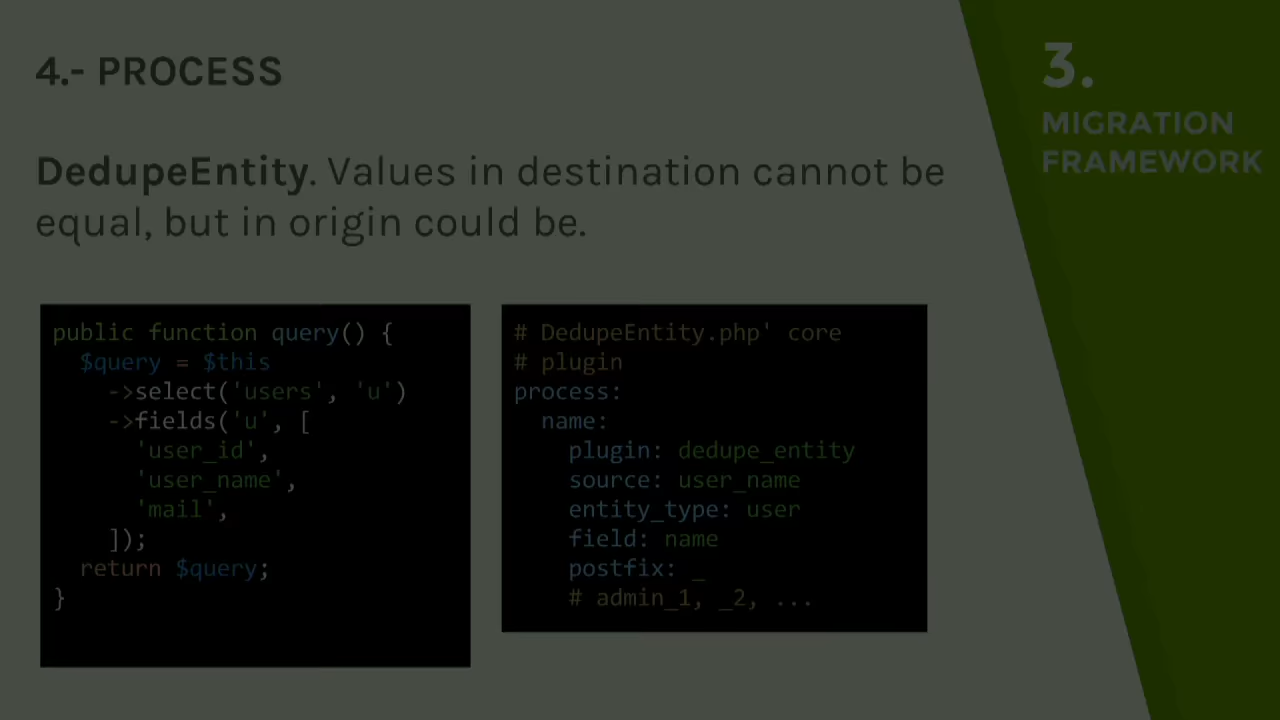 4.- PROCESS
3.
MIGRATION
FRAMEWORK
DedupeEntity. Values in destination cannot be
equal, but in origin could be.
public function query() {
  $query = $this
    ->select('users', 'u')
    ->fields('u', [
      'user_id',
      'user_name',
      'mail',
    ]);
  return $query;
}
# DedupeEntity.php' core
# plugin
process:
  name:
    plugin: dedupe_entity
    source: user_name
    entity_type: user
    field: name
    postfix: _
    # admin_1, _2, ...